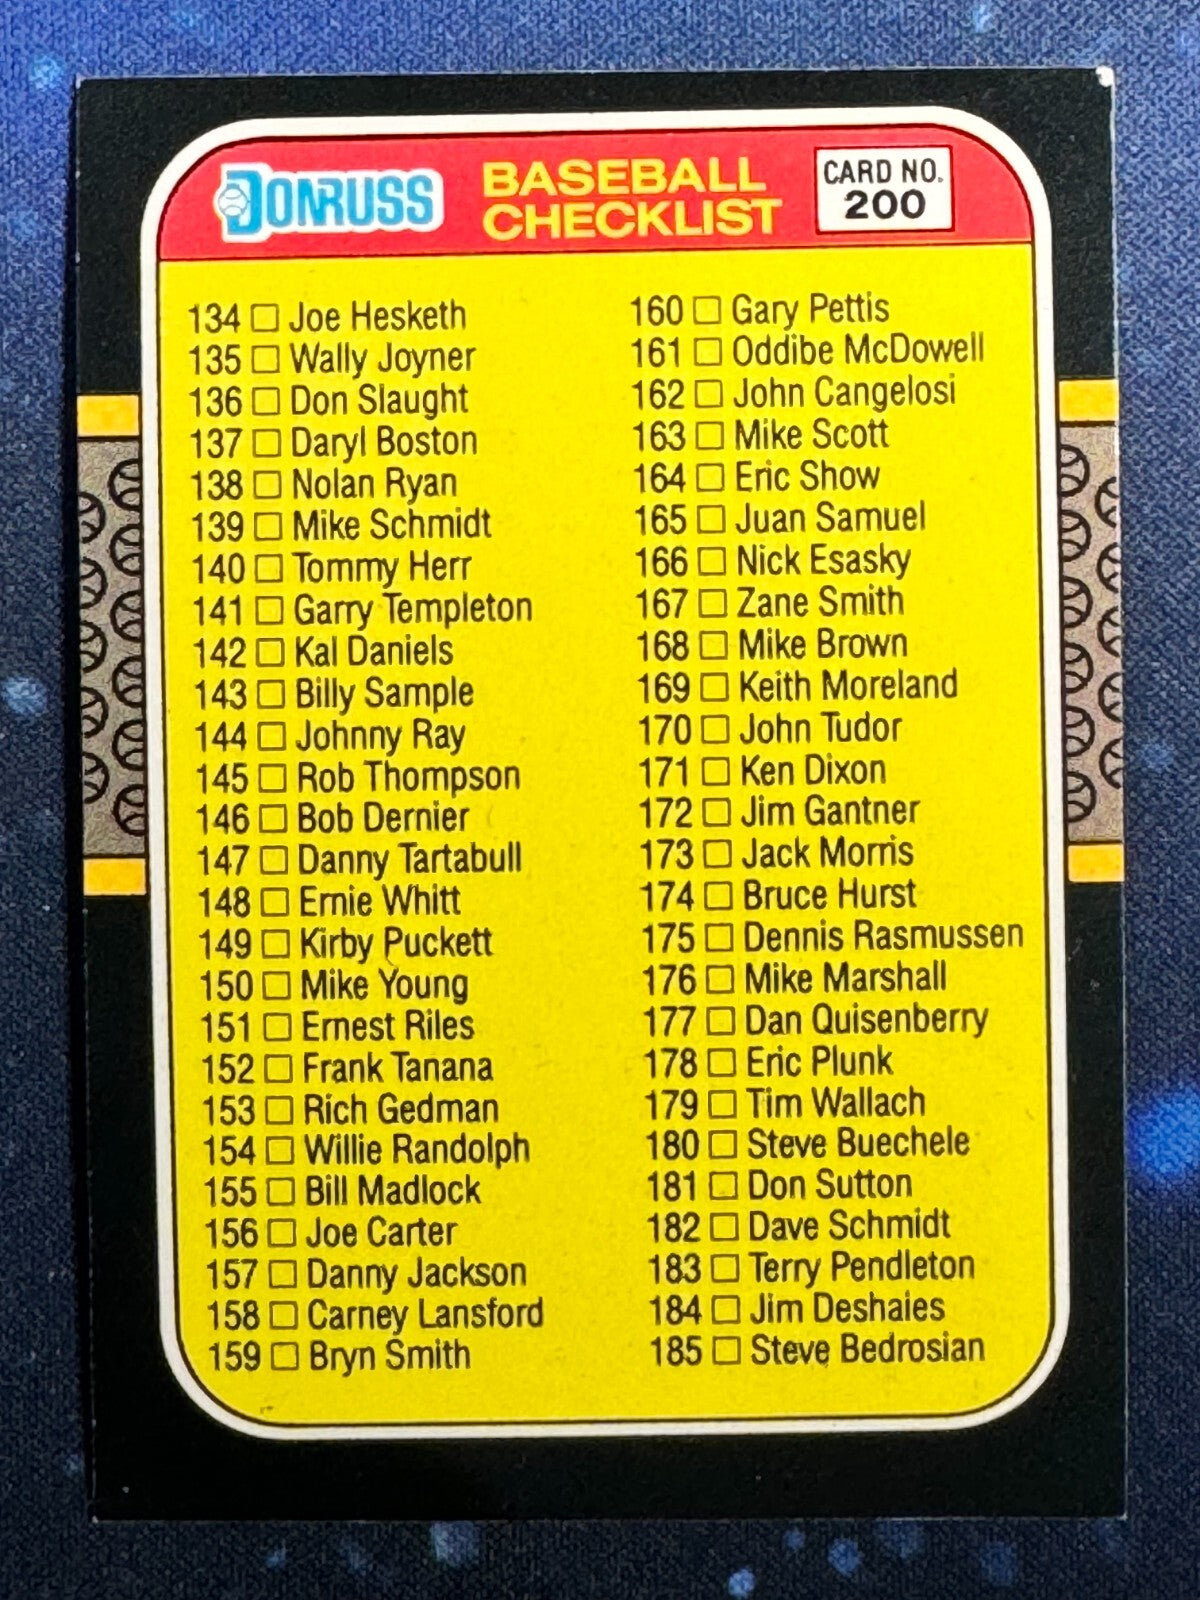 DONRUSS
BASEBALL
CHECKLIST
CARD NO.
200
134 Joe Hesketh
135 Wally Joyner
136 Don Slaught
137 Daryl Boston
138 Nolan Ryan
139 Mike Schmidt
140 Tommy Herr
141 Garry Templeton
142 Kal Daniels
143 Billy Sample
144 Johnny Ray
145 Rob Thompson
146 Bob Dernier
147 Danny Tartabull
148 Ernie Whitt
149 Kirby Puckett
150 Mike Young
151 Ernest Riles
152 Frank Tanana
153 Rich Gedman
154 Willie Randolph
155 Bill Madlock
156 Joe Carter
157 Danny Jackson
158 Carney Lansford
159 Bryn Smith
160 Gary Pettis
161 Oddibe McDowell
162 John Cangelosi
163 Mike Scott
164 Eric Show
165 Juan Samuel
166 Nick Esasky
167 Zane Smith
168 Mike Brown
169 Keith Moreland
170 John Tudor
171 Ken Dixon
172 Jim Gantner
173 Jack Morris
174 Bruce Hurst
175 Dennis Rasmussen
176 Mike Marshall
177 Dan Quisenberry
178 Eric Plunk
179 Tim Wallach
180 Steve Buechele
181 Don Sutton
182 Dave Schmidt
183 Terry Pendleton
184 Jim Deshaies
185 Steve Bedrosian